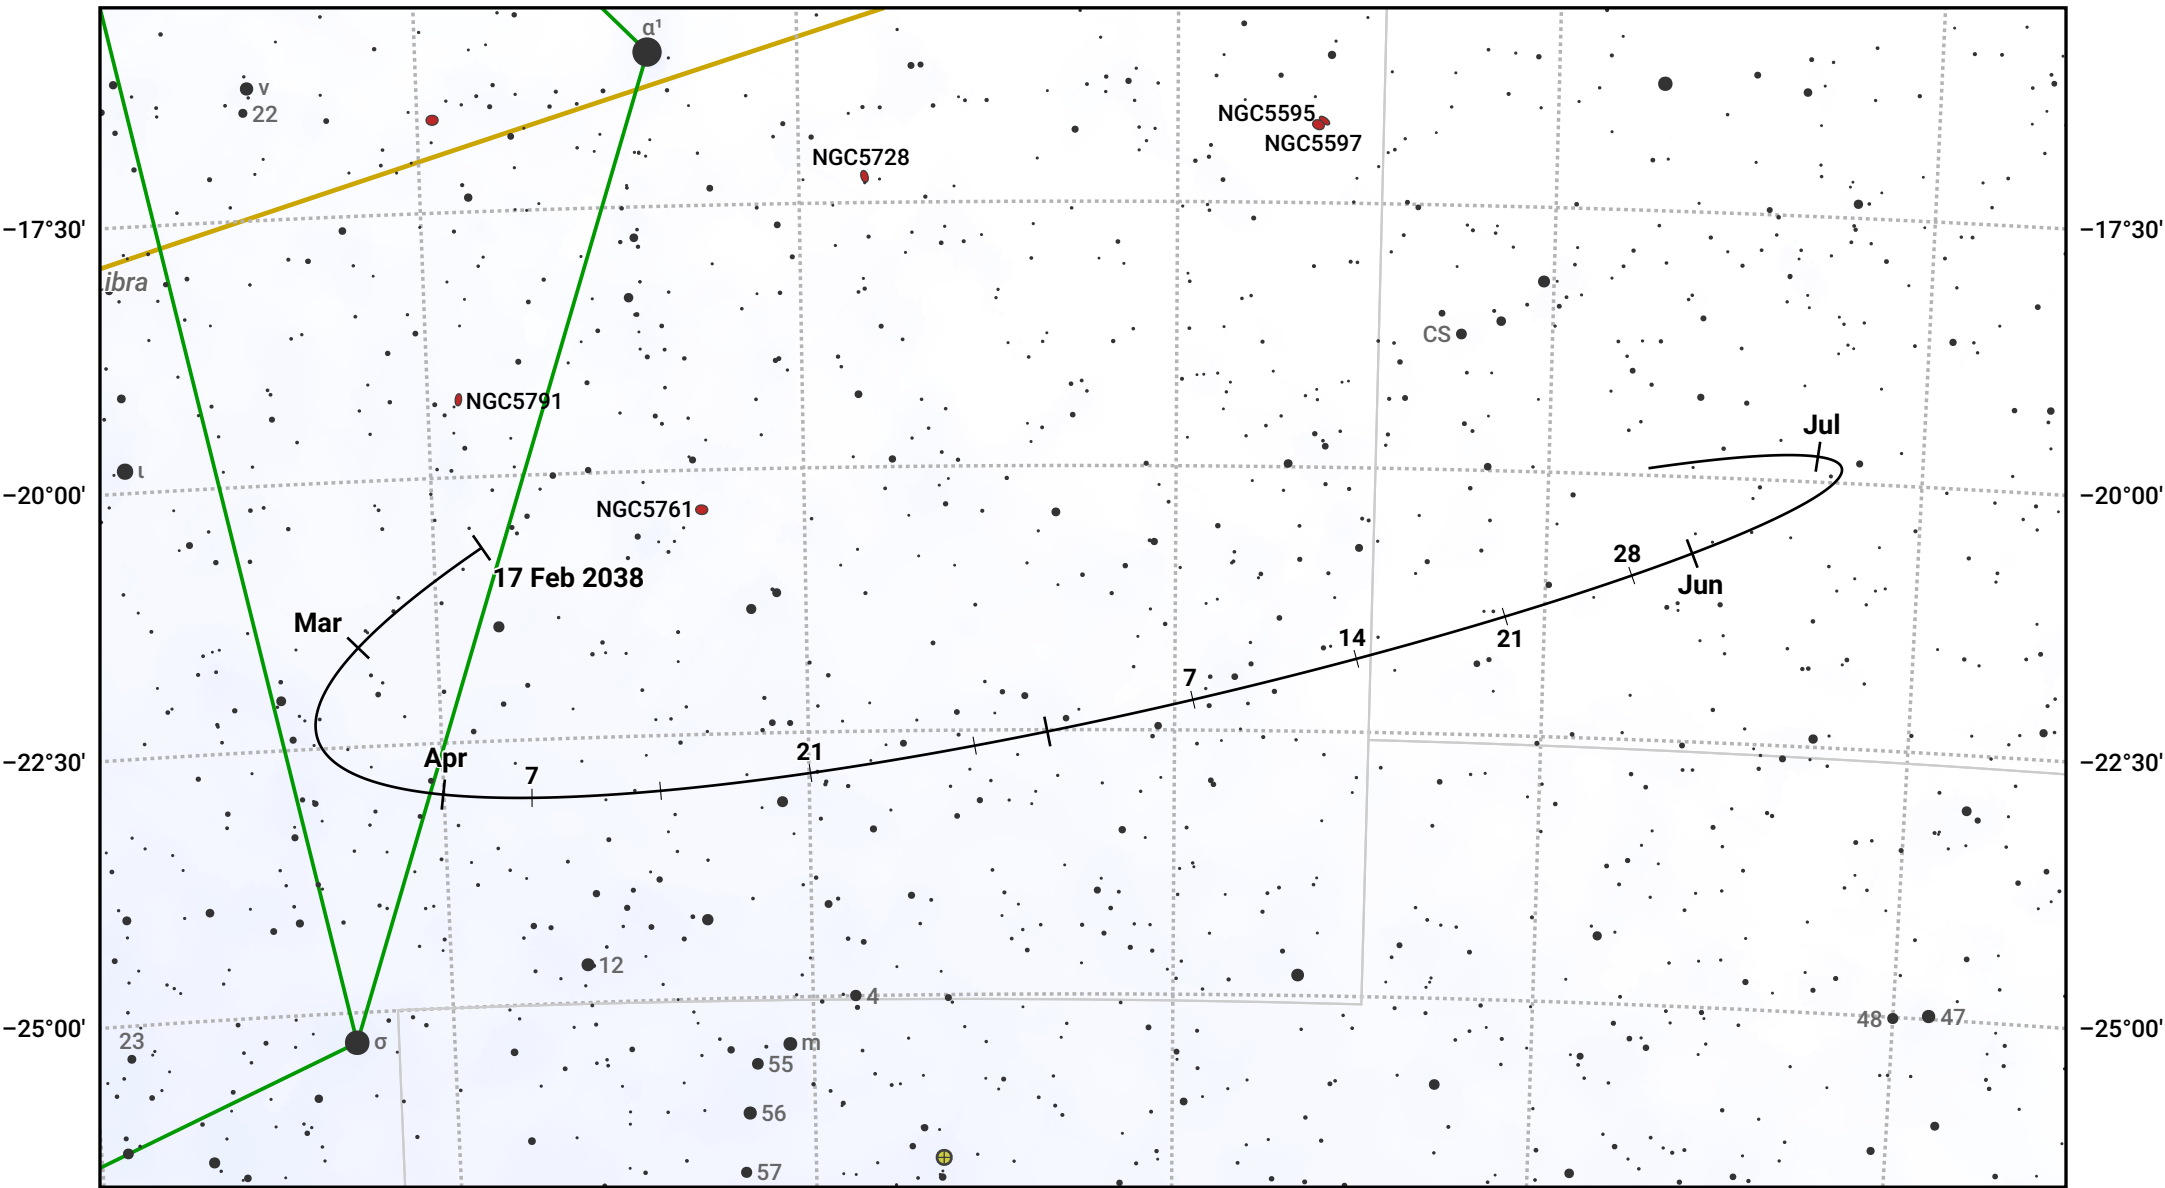 α¹
ν
22
NGC5595
NGC5597
NGC5728
−17°30'
−17°30'
ibra
CS
NGC5791
Jul
ι
−20°00'
−20°00'
NGC5761
28
17 Feb 2038
Jun
Mar
14
21
7
Apr
21
7
−22°30'
−22°30'
12
4
−25°00'
−25°00'
23
σ
m
48
47
55
56
57